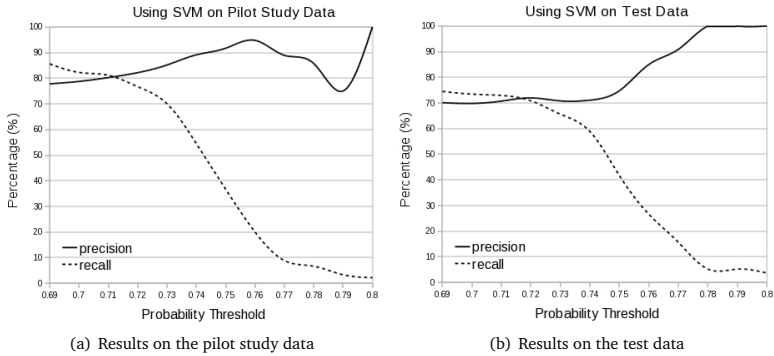 Using SVM on Pilot Study Data
100
90
80
70
60
50
40
30
20
10
0
Percentage (%)
precision
recall
0.69 0.7 0.71 0.72 0.73 0.74 0.75 0.76 0.77 0.78 0.79 0.8
Probability Threshold
(a) Results on the pilot study data
Using SVM on Test Data
100
90
80
70
60
50
40
30
20
10
0
Percentage (%)
precision
recall
0.69 0.7 0.71 0.72 0.73 0.74 0.75 0.76 0.77 0.78 0.79 0.8
Probability Threshold
(b) Results on the test data